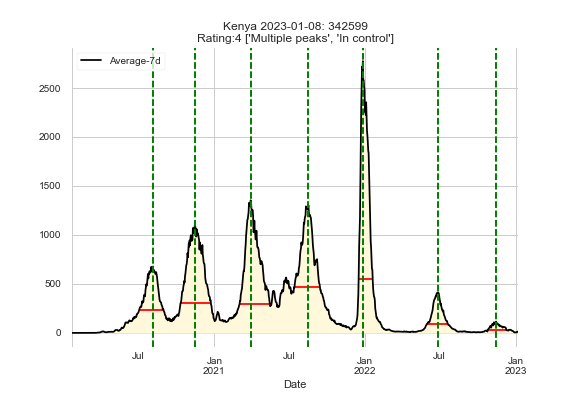 Kenya 2023-01-08: 342599
Rating:4 ['Multiple peaks', 'In control']
Average-7d
2500
2000
1500
1000
500
0
Jul
Jan
2021
Jul
Jan
2022
Jul
Jan
2023
Date